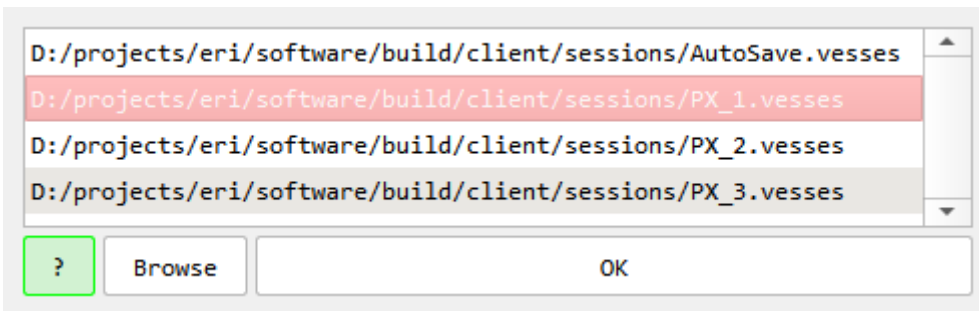 D:/projects/eri/software/build/client/sessions/AutoSave.vesses
D:/projects/eri/software/build/client/sessions/PX_1.vesses
D:/projects/eri/software/build/client/sessions/PX_2.vesses
D:/projects/eri/software/build/client/sessions/PX_3.vesses
? Browse OK